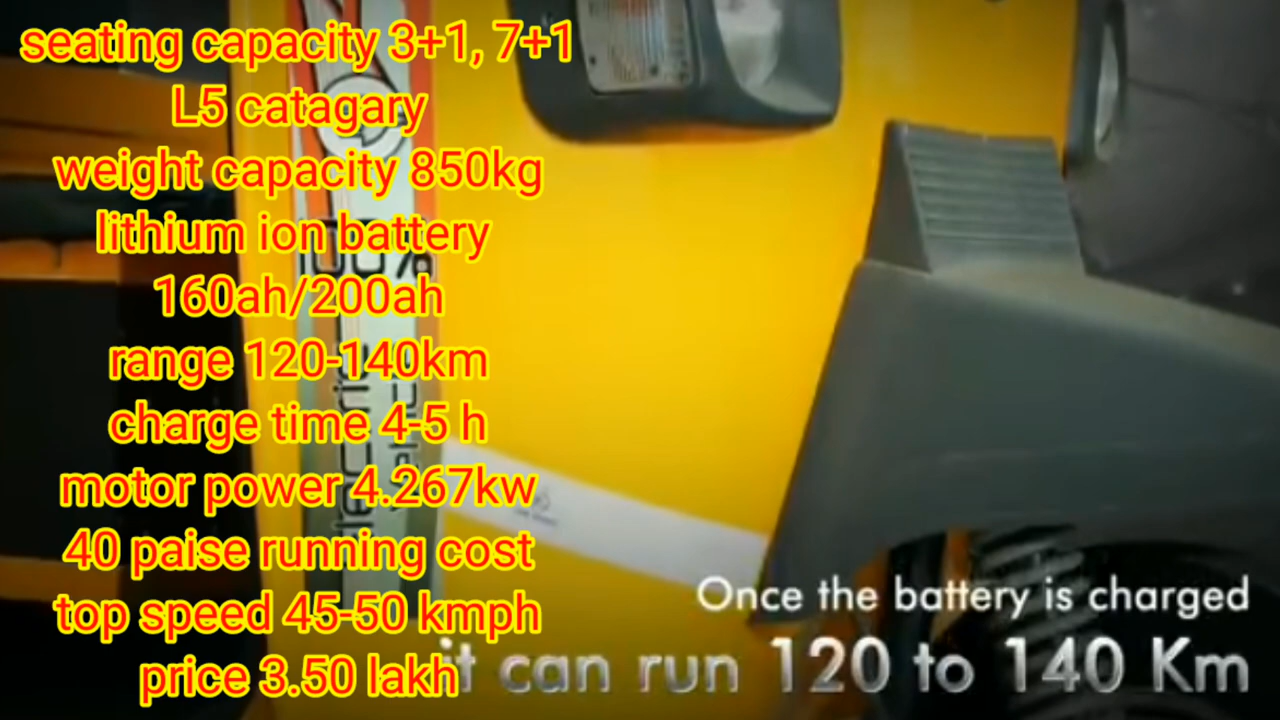 seating capacity 3+1, 7+1
L5 catagary
weight capacity 850kg
lithium ion battery
160ah/200ah
range 120-140km
charge time 4-5 h
motor power 4.267kw
40 paise running cost
top speed 45-50 kmph
price 3.50 lakh
Once the battery is charged
it can run 120 to 140 Km